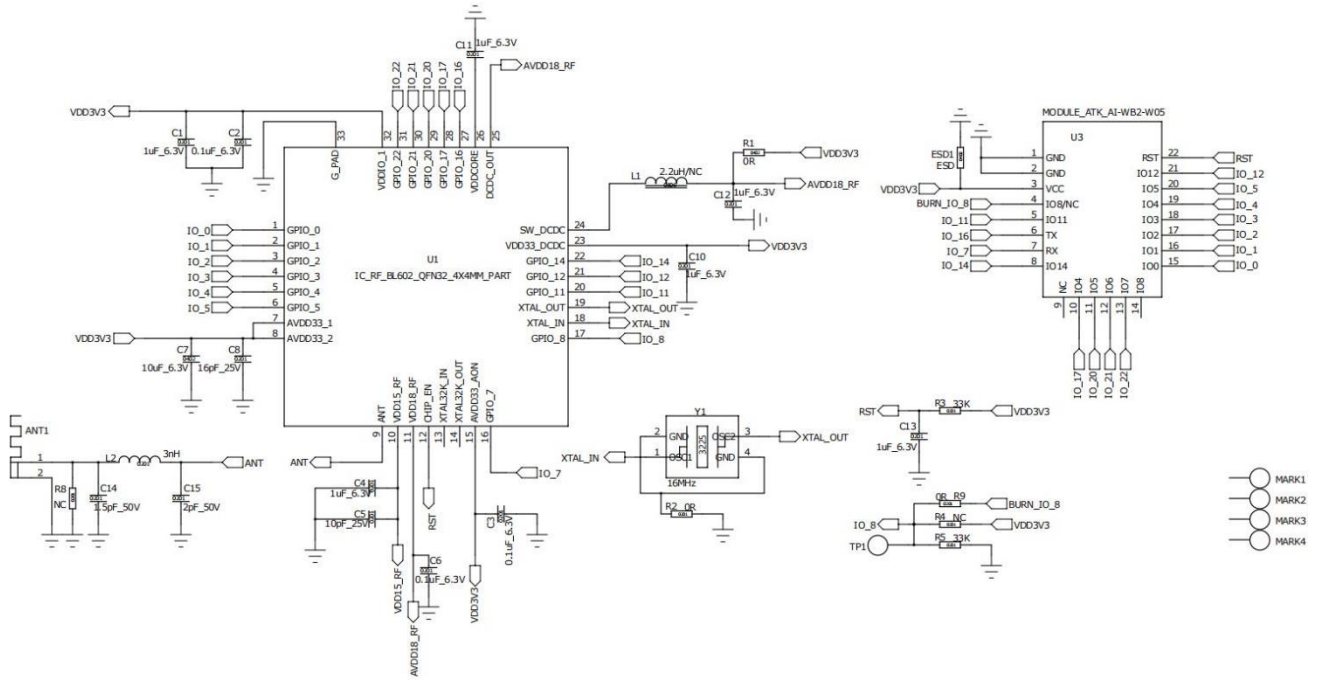 C11
1uF_6.3V
AVDD18_RF
IO_22
IO_21
IO_20
IO_17
IO_16
VDD3V3
C1
1uF_6.3V
C2
0.1uF_6.3V
33
32
31
30
29
28
27
26
25
G_PAD
VDDIO_1
GPIO_22
GPIO_21
GPIO_20
GPIO_17
GPIO_16
VDDCORE
DCDC_OUT
U1
IC_RF_BL602_QFN32_4X4MM_PART
IO_0 1 GPIO_0
IO_1 2 GPIO_1
IO_2 3 GPIO_2
IO_3 4 GPIO_3
IO_4 5 GPIO_4
IO_5 6 GPIO_5
7 AVDD33_1
VDD3V3 8 AVDD33_2
C7
10uF_6.3V
C8
16pF_25V
SW_DCDC 24
VDD33_DCDC 23 VDD3V3
GPIO_14 22 IO_14
GPIO_12 21 IO_12
GPIO_11 20 IO_11
XTAL_OUT 19 XTAL_OUT
XTAL_IN 18 XTAL_IN
GPIO_8 17 IO_8
C10
1uF_6.3V
L1
2.2uH/NC
R1
0R
VDD3V3
AVDD18_RF
C12
1uF_6.3V
ANT
VDD15_RF
VDD18_RF
CHIP_EN
XTAL32K_IN
XTAL32K_OUT
AVDD33_AON
GPIO_7
9
10
11
12
13
14
15
16
ANT
IO_7
C4
1uF_6.3V
C5
10pF_25V
RST
C3
0.1uF_6.3V
C6
0.1uF_6.3V
VDD15_RF
AVDD18_RF
VDD3V3
ANT1
1
2
L2
3nH
ANT
R8
NC
C14
1.5pF_50V
C15
2pF_50V
Y1
2 GND OSC2 3 XTAL_OUT
XTAL_IN 1 OSC1 GND 4
3225
16MHz
R2 0R
MODULE_ATK_AI-WB2-W05
U3
ESD1
ESD
1 GND RST 22 RST
2 GND IO12 21 IO_12
VDD3V3 3 VCC IO5 20 IO_5
BURN_IO_8 4 IO8/NC IO4 19 IO_4
IO_11 5 IO11 IO3 18 IO_3
IO_16 6 TX IO2 17 IO_2
IO_7 7 RX IO1 16 IO_1
IO_14 8 IO14 IO0 15 IO_0
NC
IO4
IO5
IO6
IO7
IO8
9
10
11
12
13
14
IO_17
IO_20
IO_21
IO_22
RST R3 33K VDD3V3
C13
1uF_6.3V
0R R9 BURN_IO_8
IO_8 R4 NC VDD3V3
TP1 R5 33K
MARK1
MARK2
MARK3
MARK4